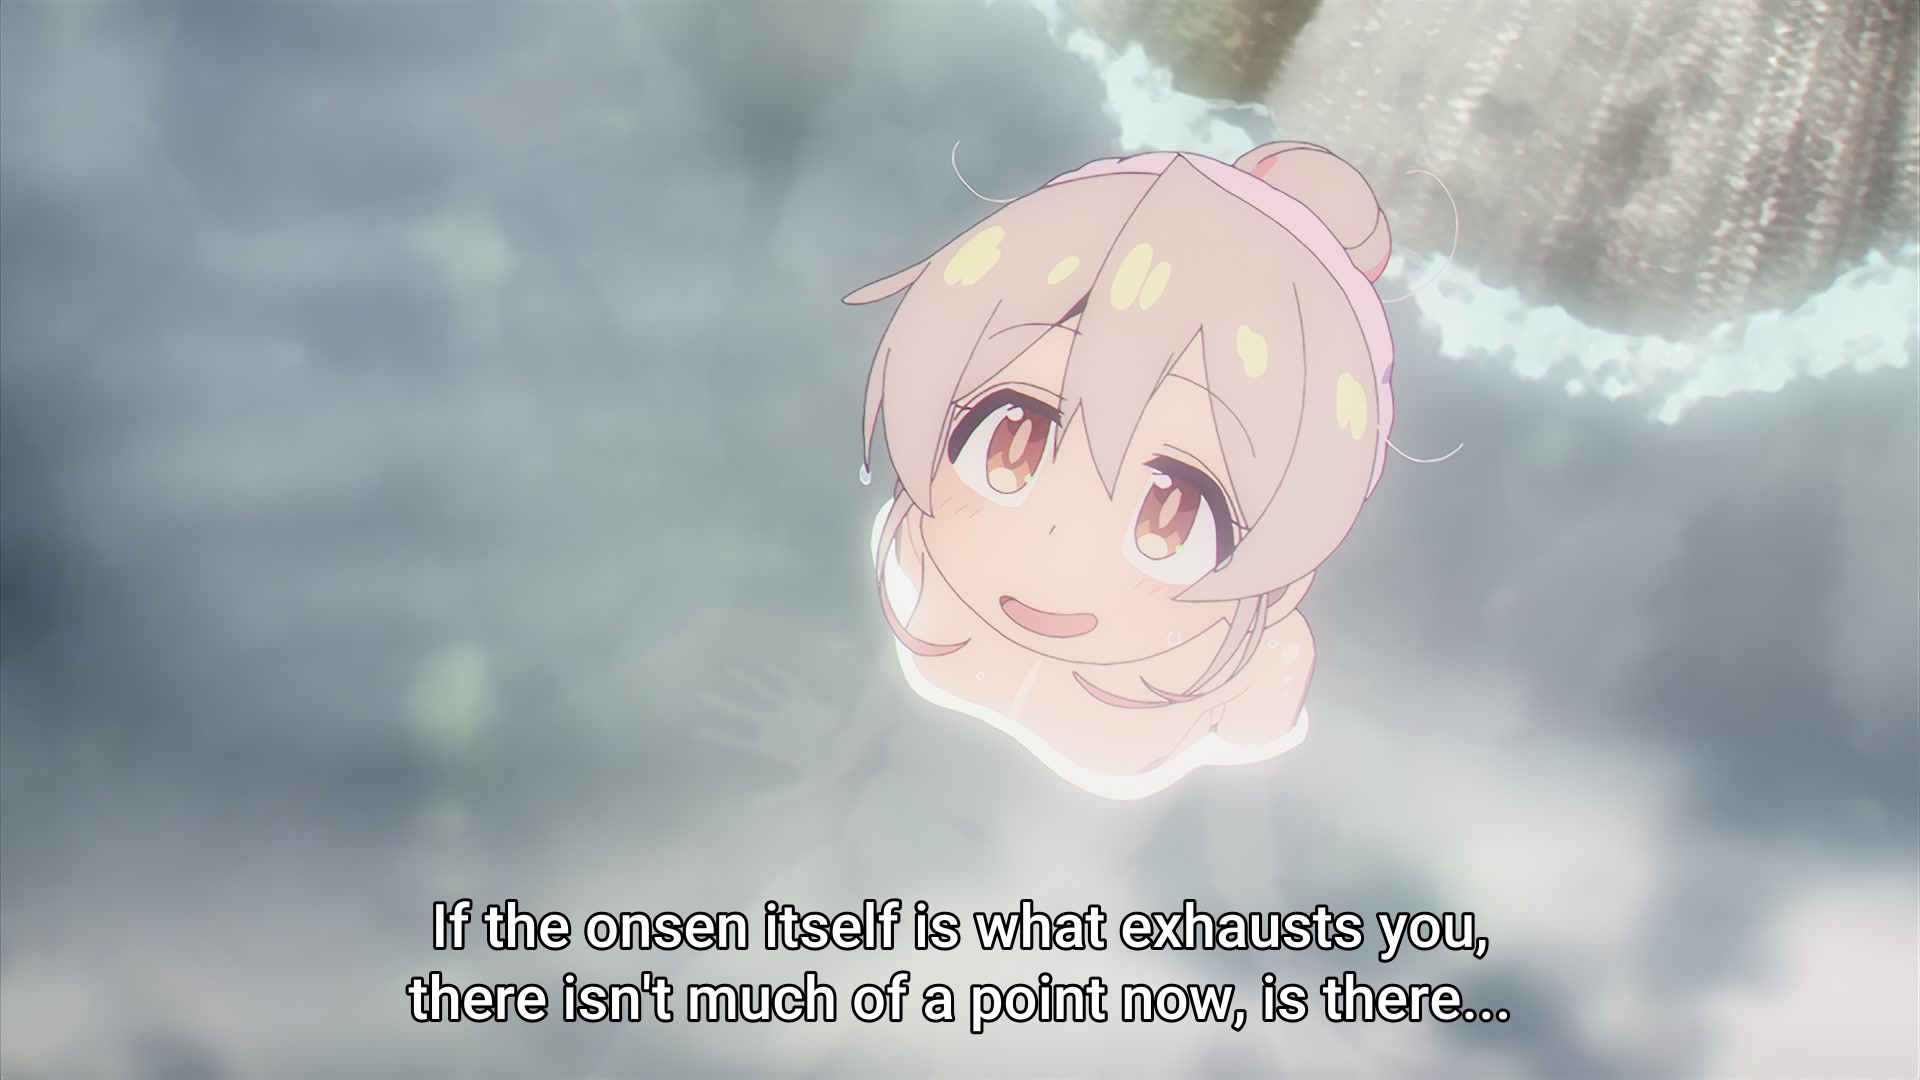 If the onsen itself is what exhausts you,
there isn't much of a point now, is there...